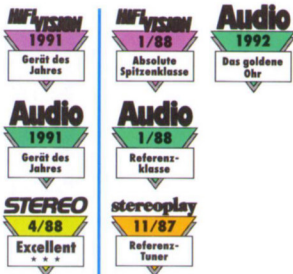 HIFI VISION
1991
Gerät des
Jahres
HIFI VISION
1/88
Absolute
Spitzenklasse
Audio
1992
Das goldene
Ohr
Audio
1991
Gerät des
Jahres
Audio
1/88
Referenz-
klasse
STEREO
4/88
Excellent
★ ★ ★
stereoplay
11/87
Referenz-
Tuner